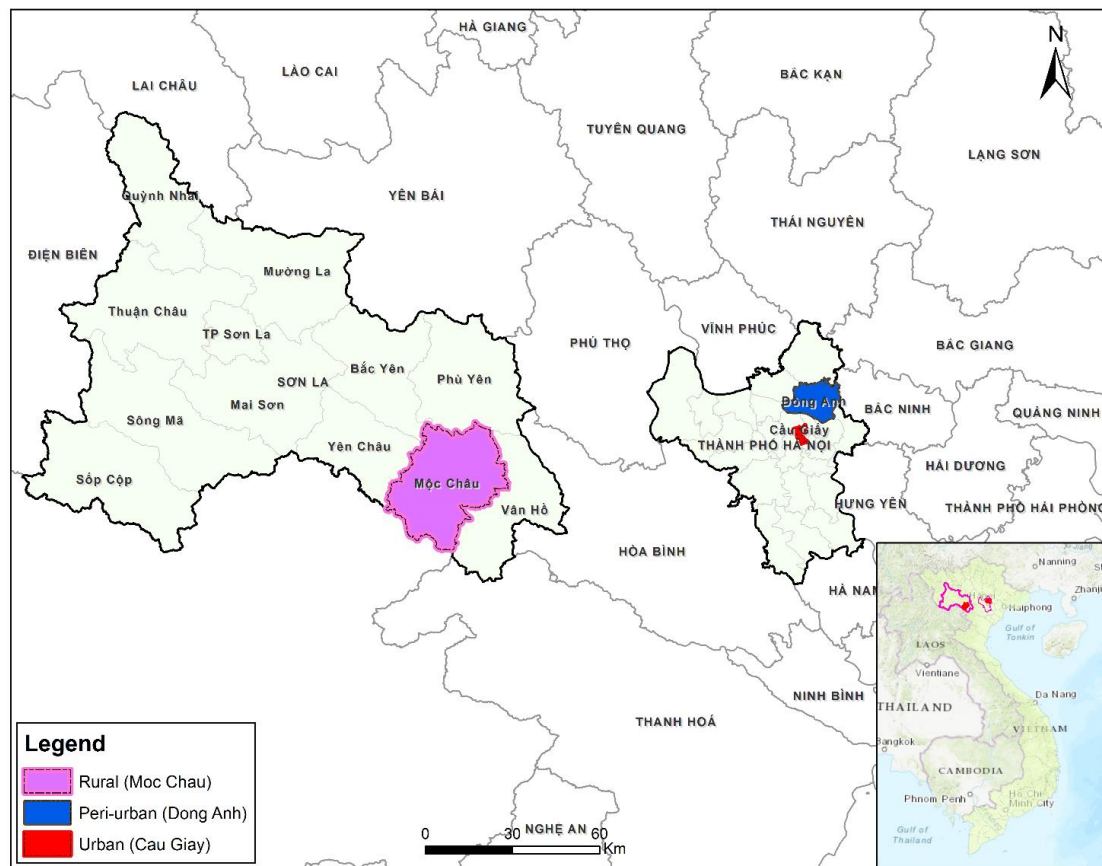 HÀ GIANG
N
LÀO CAI
BẮC KẠN
LAI CHÂU
TUYÊN QUANG
LẠNG SƠN
Quỳnh Nhai
YÊN BÁI
THÁI NGUYÊN
ĐIỆN BIÊN
Mường La
Thuận Châu
TP Sơn La
VĨNH PHÚC
PHÚ THỌ
BẮC GIANG
Bắc Yên
Phù Yên
SƠN LA
Mai Sơn
Đông Anh
BẮC NINH
QUẢNG NINH
Sông Mã
Cầu Giấy
Yên Châu
THÀNH PHỐ HÀ NỘI
HẢI DƯƠNG
Sốp Cộp
Mộc Châu
Vân Hồ
HƯNG YÊN
THÀNH PHỐ HẢI PHÒNG
HÒA BÌNH
HÀ NAM
NINH BÌNH
THANH HOÁ
NGHỆ AN
Legend
Rural (Moc Chau)
Peri-urban (Dong Anh)
Urban (Cau Giay)
0 30 60
Km
Nanning
Hanoi
Haiphong
Zhanji
Gulf of
Tonkin
LAOS
Vientiane
Da Nang
THAILAND
VIETNAM
Bangkok
CAMBODIA
Phnom Penh
Ho Chi
Minh City
Gulf of
Thailand